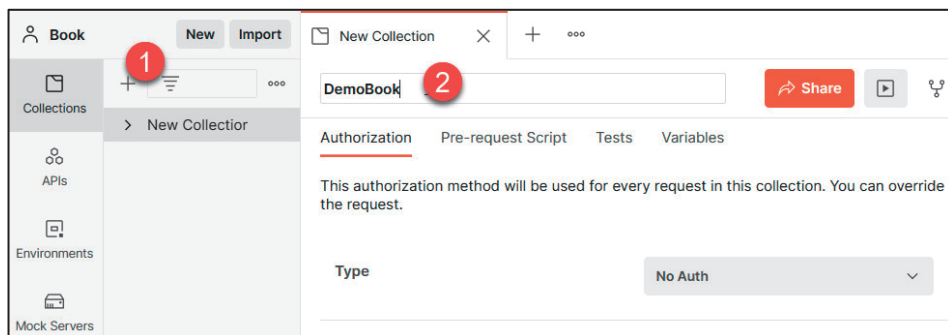 Book New Import New Collection
1
2
DemoBook Share
Collections
New Collectior
Authorization Pre-request Script Tests Variables
APIs
This authorization method will be used for every request in this collection. You can override
the request.
Environments
Type No Auth
Mock Servers